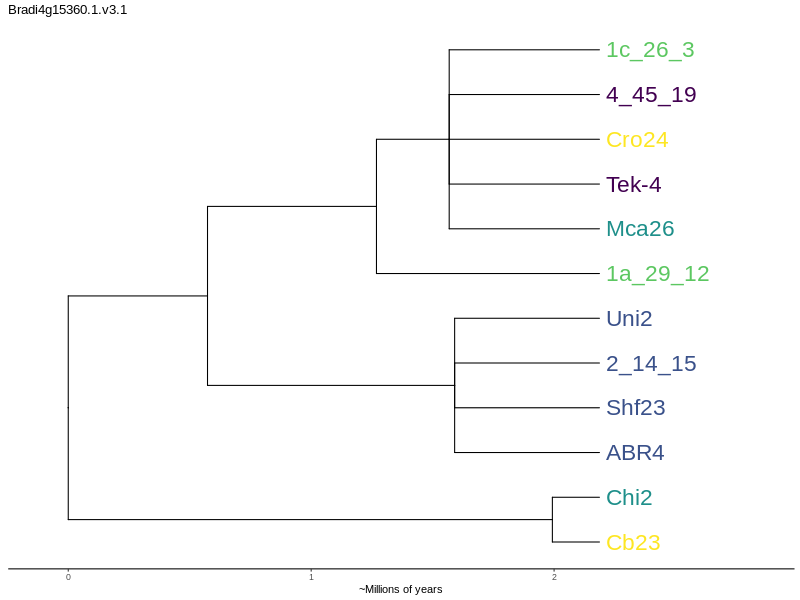 Bradi4g15360.1.v3.1
1c_26_3
4_45_19
Cro24
Tek-4
Mca26
1a_29_12
Uni2
2_14_15
Shf23
ABR4
Chi2
Cb23
0 1 2
~Millions of years